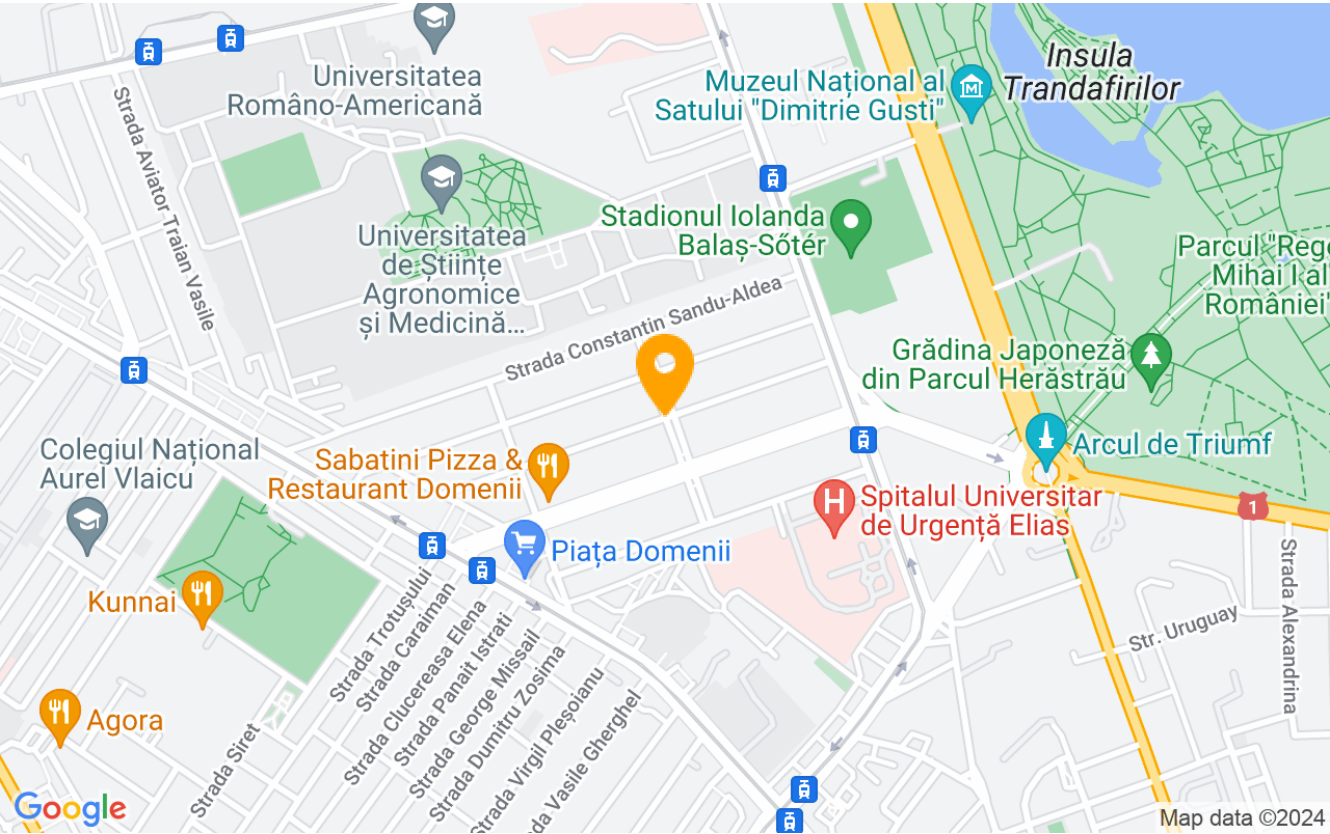 Insula
Trandafirilor
Universitatea
Româno-Americană
Muzeul Național al
Satului "Dimitrie Gusti"
Strada Aviator Traian Vasile
Stadionul Iolanda
Balaș-Sőtér
Universitatea
de Științe
Agronomice
și Medicină...
Parcul "Rege
Mihai I al
României"
Strada Constantin Sandu-Aldea
Grădina Japoneză
din Parcul Herăstrău
Arcul de Triumf
Colegiul Național
Aurel Vlaicu
Sabatini Pizza &
Restaurant Domenii
H
Spitalul Universitar
de Urgență Elias
1
Piața Domenii
Kunnai
Strada Trotușului
Strada Caraiman
Strada Clucereasa Elena
Strada Panait Istrati
Strada George Missail
Strada Dumitru Zosima
Strada Virgil Pleșoianu
da Vasile Gherghel
Str. Uruguay
Strada Alexandrina
Agora
Strada Siret
Google
Map data ©2024